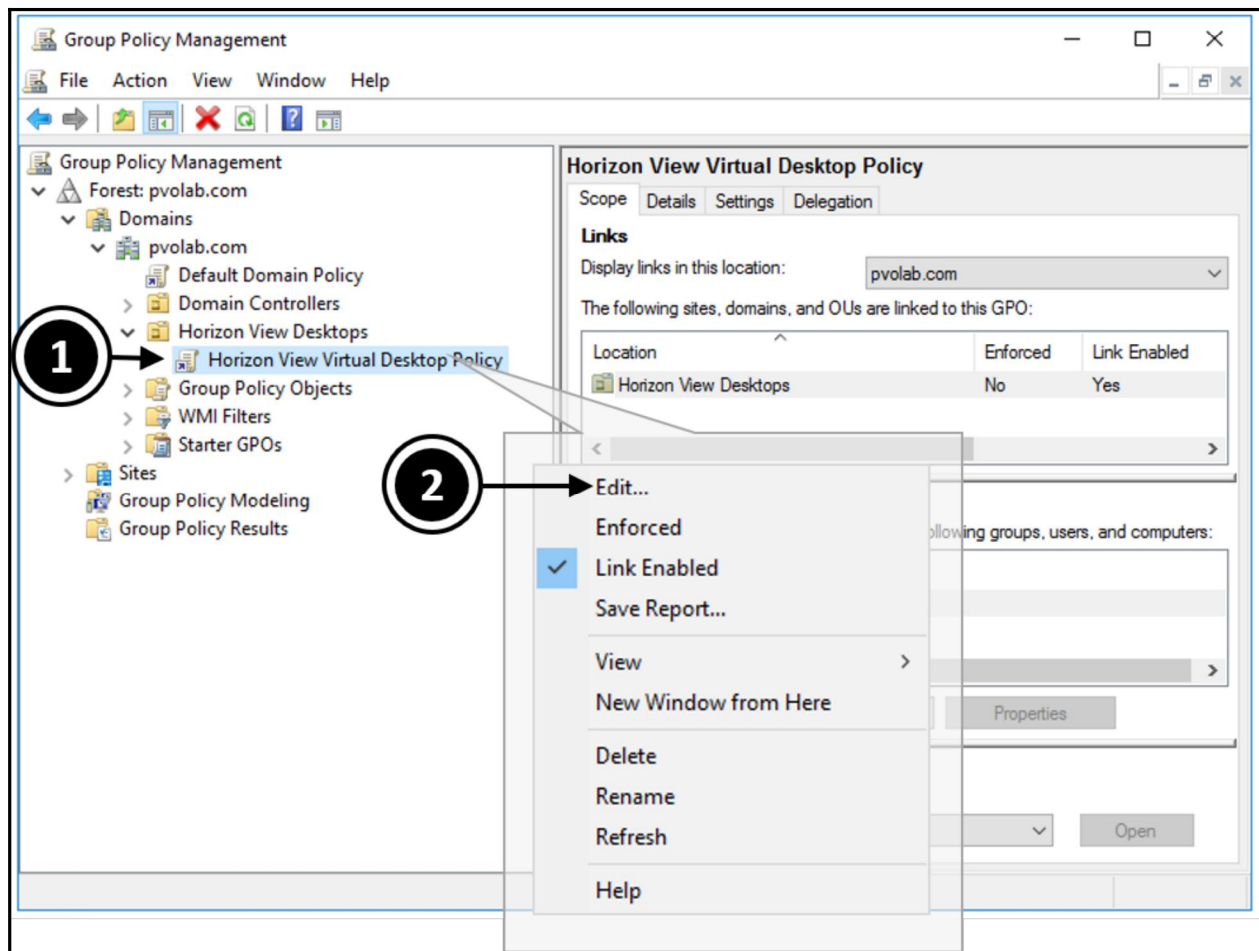 Group Policy Management
File Action View Window Help
Group Policy Management
Forest: pvolab.com
Domains
pvolab.com
Default Domain Policy
Domain Controllers
Horizon View Desktops
1
Horizon View Virtual Desktop Policy
Group Policy Objects
WMI Filters
Starter GPOs
Sites
Group Policy Modeling
Group Policy Results
Horizon View Virtual Desktop Policy
Scope Details Settings Delegation
Links
Display links in this location: pvolab.com
The following sites, domains, and OUs are linked to this GPO:
Location Enforced Link Enabled
Horizon View Desktops No Yes
2
Edit...
Enforced
Link Enabled
Save Report...
View
New Window from Here
Delete
Rename
Refresh
Help
ollowing groups, users, and computers:
Properties
Open